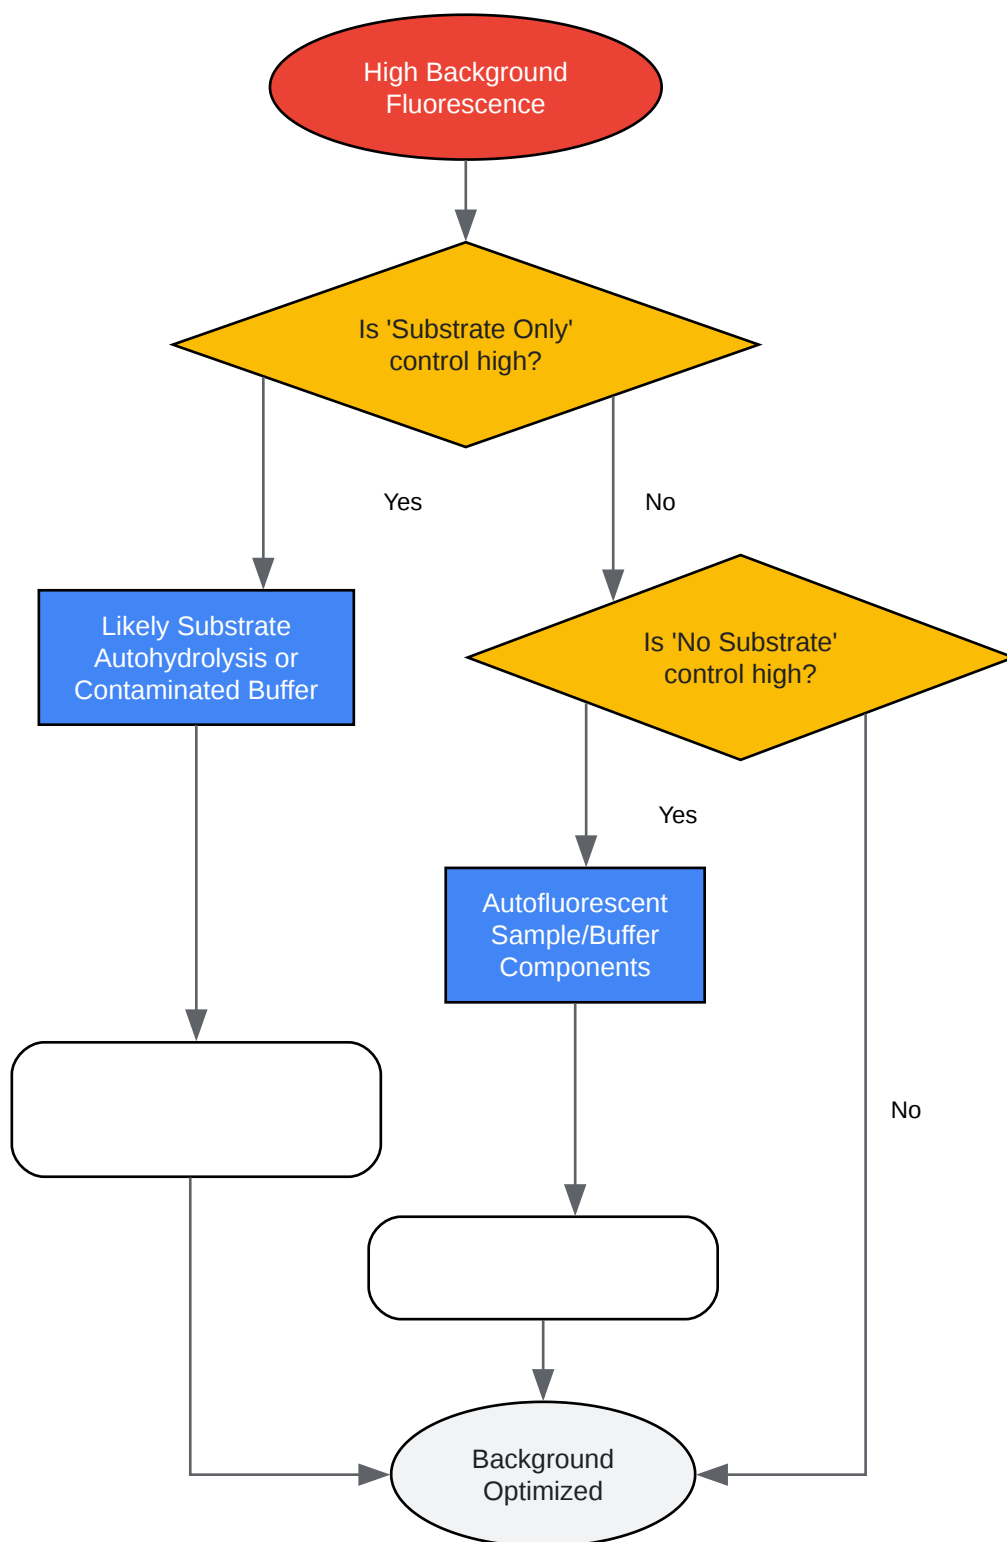 High Background
Fluorescence
Is 'Substrate Only'
control high?
Yes
No
Likely Substrate
Autohydrolysis or
Contaminated Buffer
Is 'No Substrate'
control high?
Yes
Autofluorescent
Sample/Buffer
Components
No
Background
Optimized